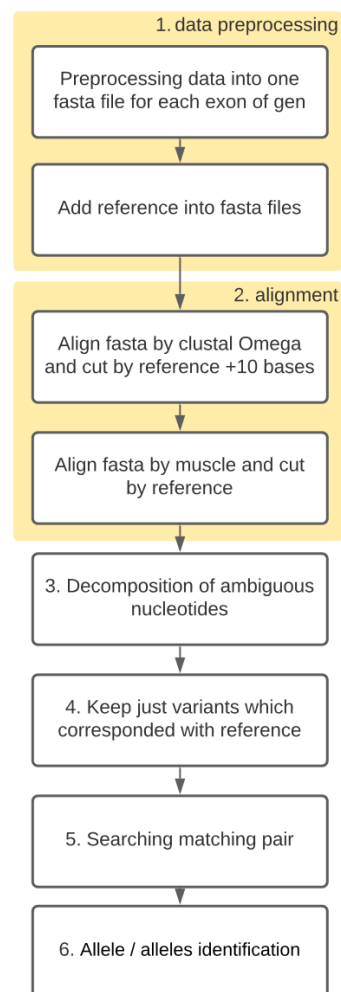 1. data preprocessing
Preprocessing data into one
fasta file for each exon of gen
Add reference into fasta files
2. alignment
Align fasta by clustal Omega
and cut by reference +10 bases
Align fasta by muscle and cut
by reference
3. Decomposition of ambiguous
nucleotides
4. Keep just variants which
corresponded with reference
5. Searching matching pair
6. Allele / alleles identification